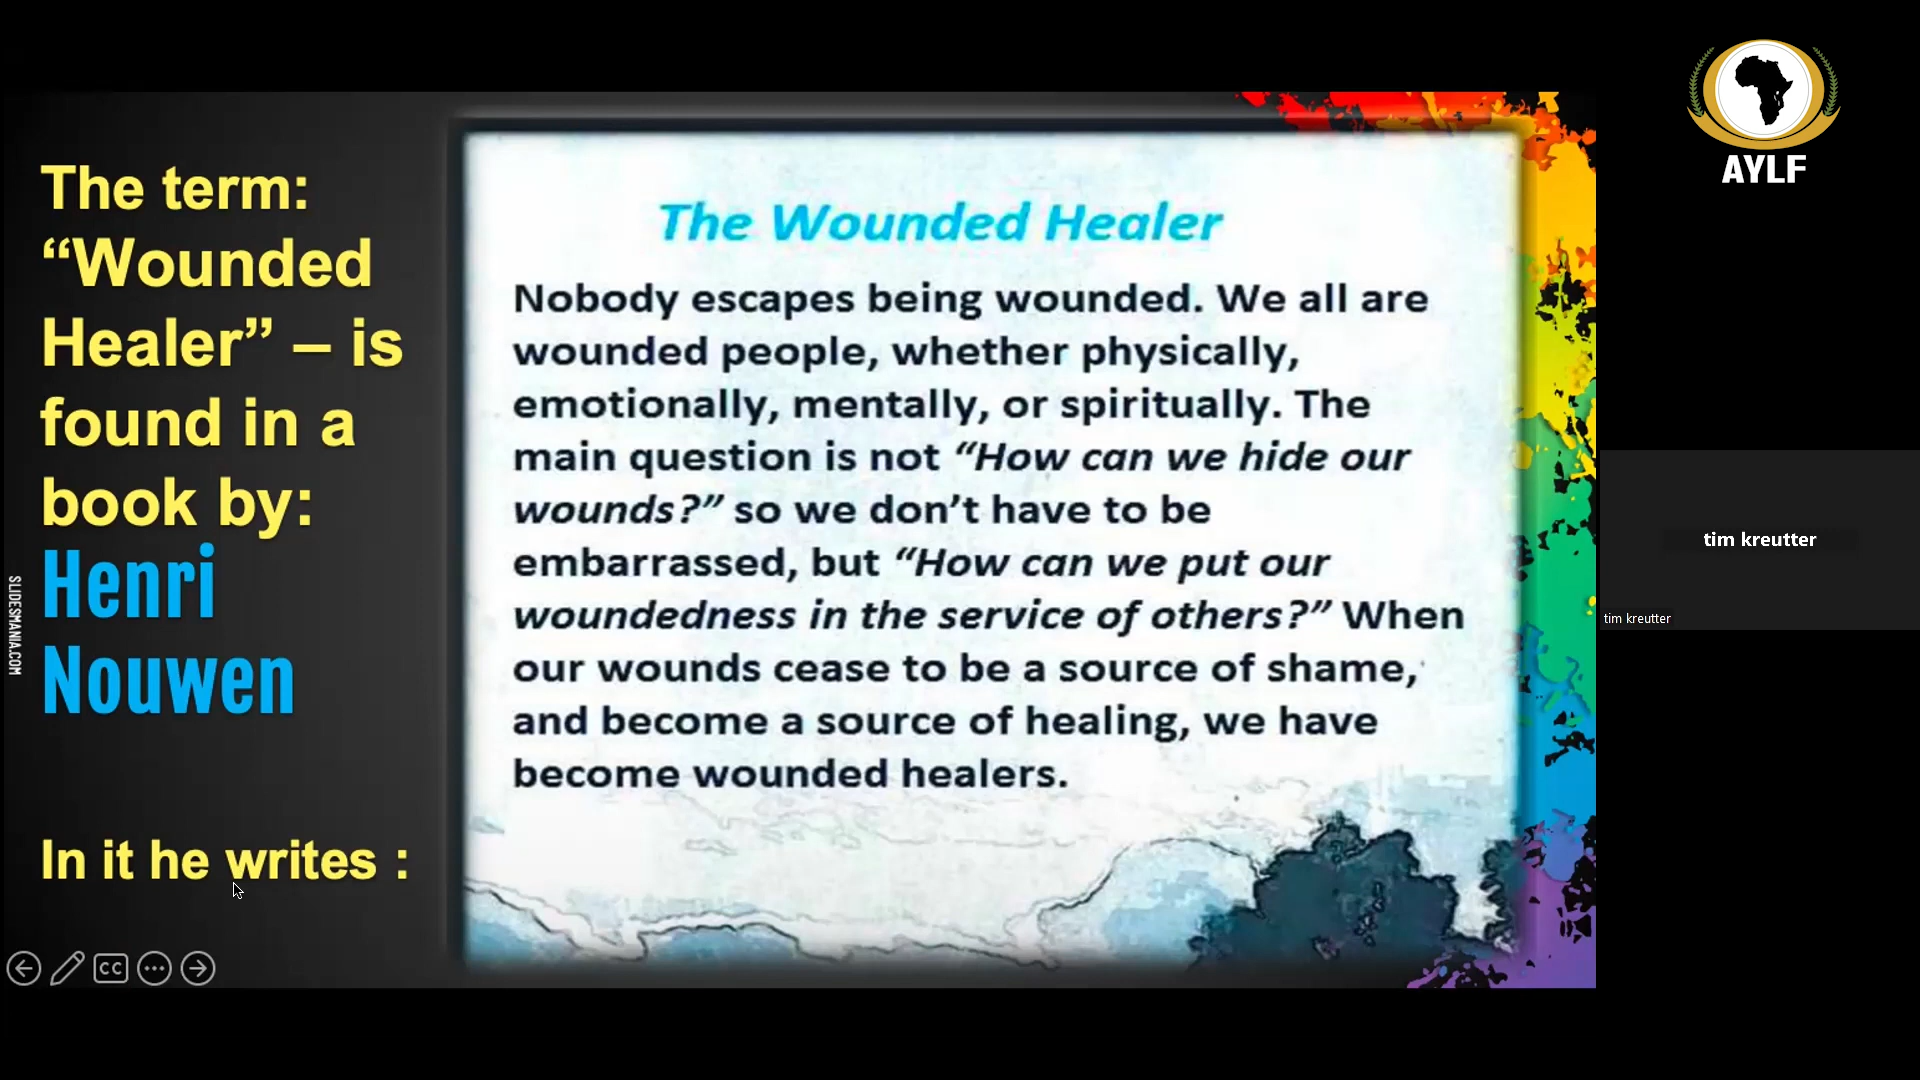 The term:
“Wounded
Healer” – is
found in a
book by:
Henri
Nouwen
In it he writes :
SLIDESMANIA.COM
The Wounded Healer
Nobody escapes being wounded. We all are
wounded people, whether physically,
emotionally, mentally, or spiritually. The
main question is not “How can we hide our
wounds?” so we don’t have to be
embarrassed, but “How can we put our
woundedness in the service of others?” When
our wounds cease to be a source of shame,
and become a source of healing, we have
become wounded healers.
CC
AYLF
tim kreutter
tim kreutter